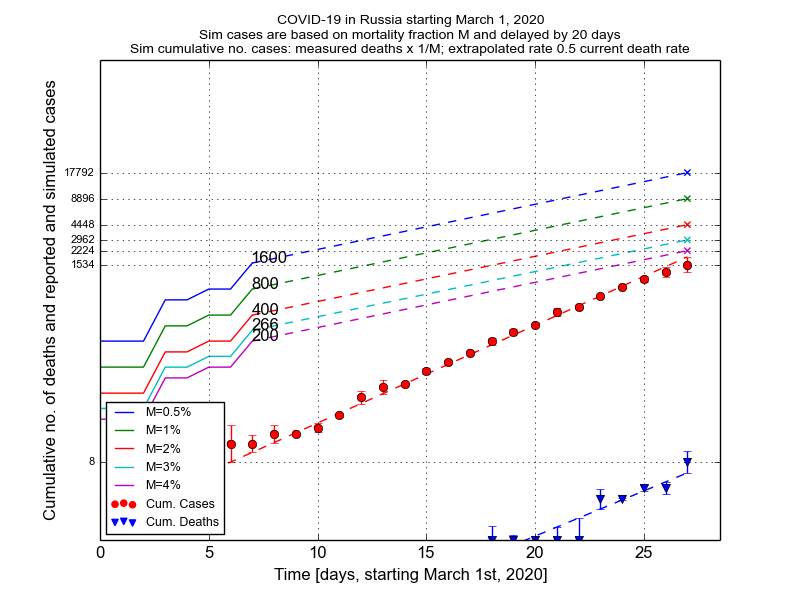 COVID-19 in Russia starting March 1, 2020
Sim cases are based on mortality fraction M and delayed by 20 days
Sim cumulative no. cases: measured deaths x 1/M; extrapolated rate 0.5 current death rate
Cumulative no. of deaths and reported and simulated cases
17792
8896
4448
2962
2224
1534
8
1600
800
400
266
200
M=0.5%
M=1%
M=2%
M=3%
M=4%
Cum. Cases
Cum. Deaths
0 5 10 15 20 25
Time [days, starting March 1st, 2020]